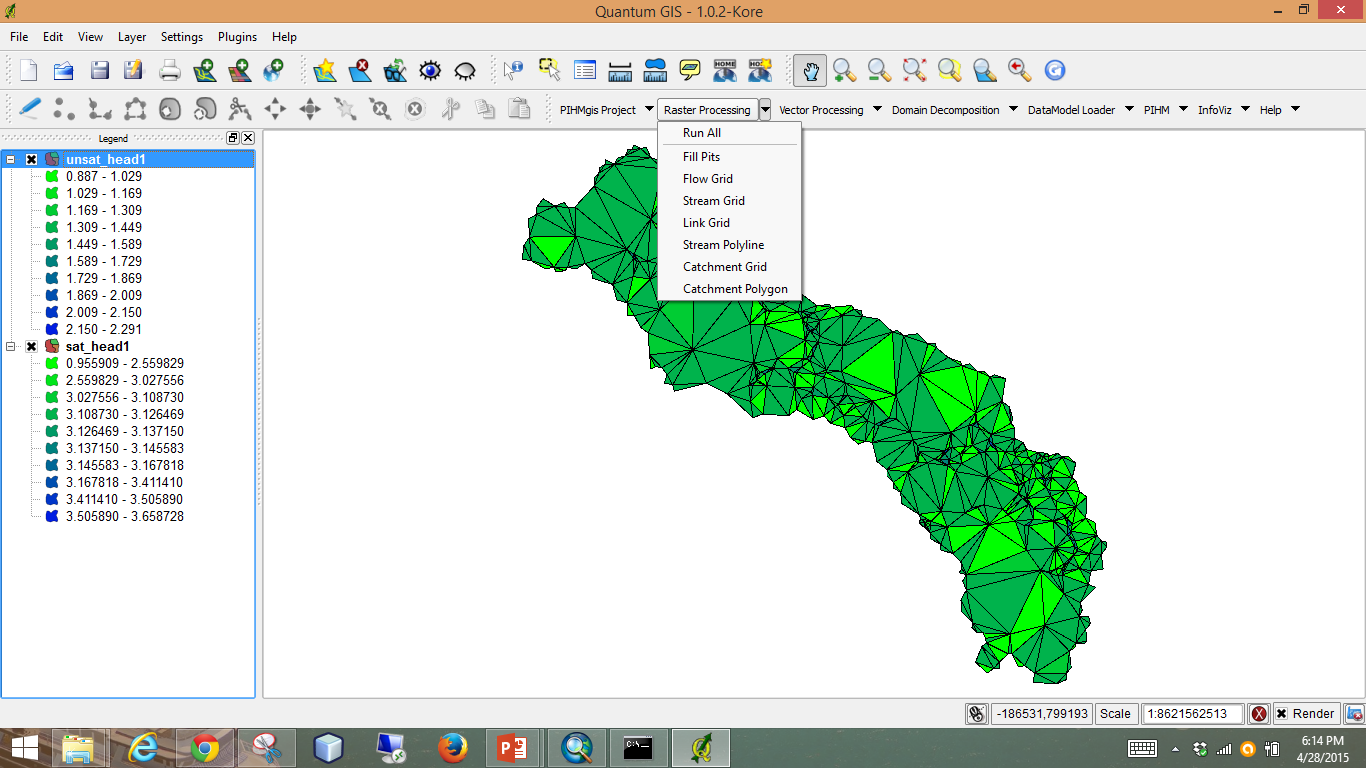 Quantum GIS - 1.0.2-Kore
File Edit View Layer Settings Plugins Help
HOME HO
PIHMgis Project Raster Processing Vector Processing Domain Decomposition DataModel Loader PIHM InfoViz Help
Run All
Fill Pits
Flow Grid
Stream Grid
Link Grid
Stream Polyline
Catchment Grid
Catchment Polygon
Legend
unsat_head1
0.887 - 1.029
1.029 - 1.169
1.169 - 1.309
1.309 - 1.449
1.449 - 1.589
1.589 - 1.729
1.729 - 1.869
1.869 - 2.009
2.009 - 2.150
2.150 - 2.291
sat_head1
0.955909 - 2.559829
2.559829 - 3.027556
3.027556 - 3.108730
3.108730 - 3.126469
3.126469 - 3.137150
3.137150 - 3.145583
3.145583 - 3.167818
3.167818 - 3.411410
3.411410 - 3.505890
3.505890 - 3.658728
-186531,799193 Scale 1:8621562513 Render
C:\
6:14 PM
4/28/2015